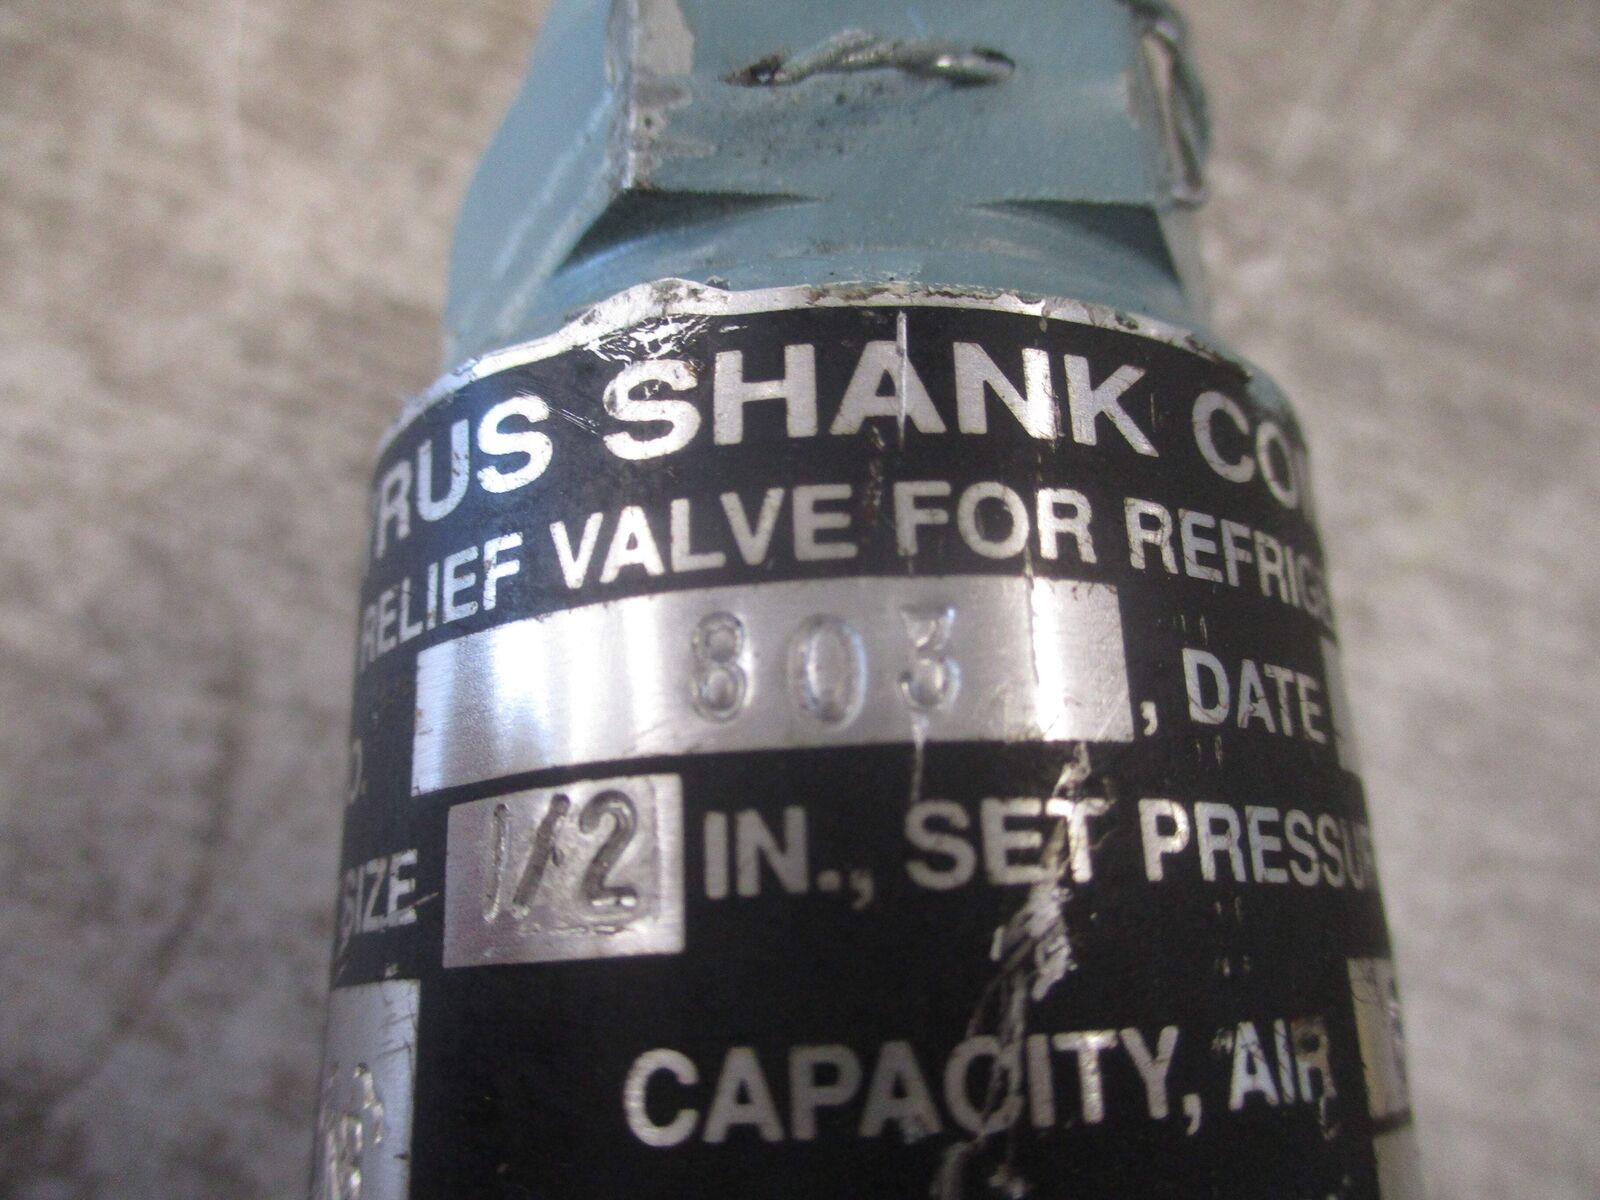 RUS SHANK CO
RELIEF VALVE FOR REFRIG
803, DATE
SIZE 1/2 IN., SET PRESSU
CAPACITY, AIR